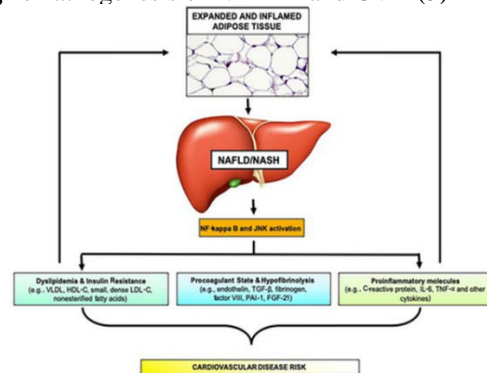 EXPANDED AND INFLAMED
ADIPOSE TISSUE
NAFLD/NASH
NF-kappa B and JNK activation
Dyslipidemia & Insulin Resistance
(e.g., VLDL, HDL-C, small, dense LDL-C,
nonesterified fatty acids)
Procoagulant State & Hypofibrinolysis
(e.g., endothelin, TGF-β, fibrinogen,
factor VIII, PAI-1, FGF-21)
Proinflammatory molecules
(e.g., C-reactive protein, IL-6, TNF-α and other
cytokines)
CARDIOVASCULAR DISEASE RISK